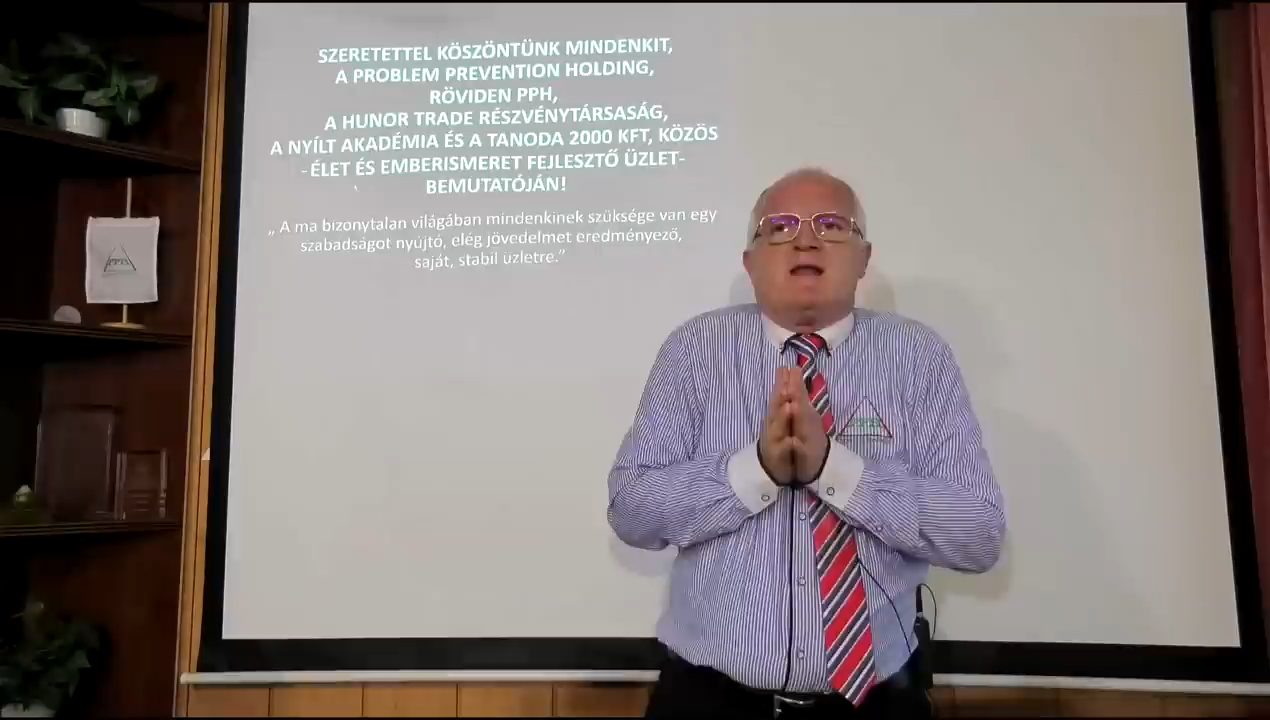 SZERETETTEL KÖSZÖNTÜNK MINDENKIT,
A PROBLEM PREVENTION HOLDING,
RÖVIDEN PPH,
A HUNOR TRADE RÉSZVÉNYTÁRSASÁG,
A NYÍLT AKADÉMIA ÉS A TANODA 2000 KFT, KÖZÖS
-ÉLET ÉS EMBERISMERET FEJLESZTŐ ÜZLET-
BEMUTATÓJÁN!
„ A ma bizonytalan világában mindenkinek szüksége van egy
szabadságot nyújtó, elég jövedelmet eredményező,
saját, stabil üzletre.”